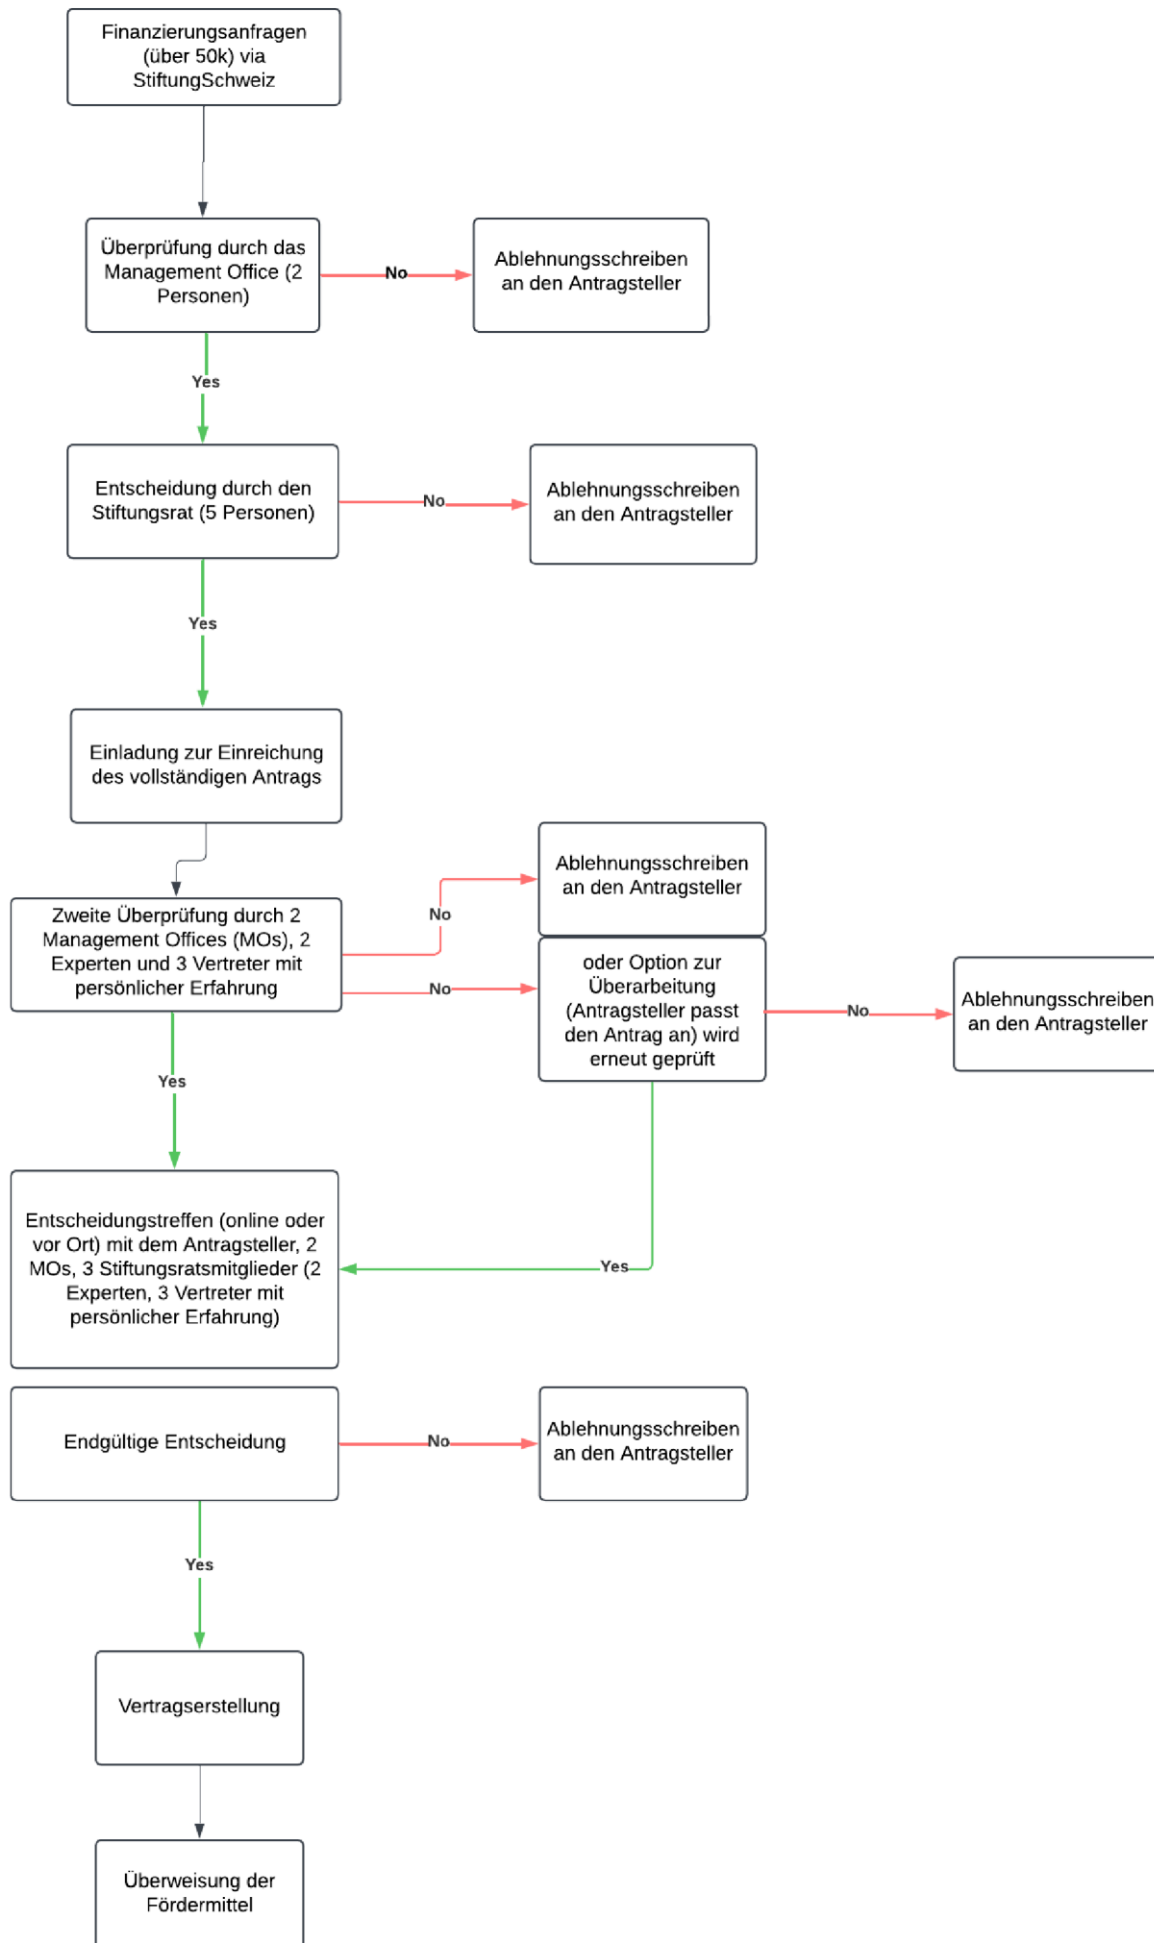 Finanzierungsanfragen
(über 50k) via
StiftungSchweiz
Überprüfung durch das
Management Office (2
Personen)
No
Ablehnungsschreiben
an den Antragsteller
Yes
Entscheidung durch den
Stiftungsrat (5 Personen)
No
Ablehnungsschreiben
an den Antragsteller
Yes
Einladung zur Einreichung
des vollständigen Antrags
Zweite Überprüfung durch 2
Management Offices (MOs), 2
Experten und 3 Vertreter mit
persönlicher Erfahrung
No
Ablehnungsschreiben
an den Antragsteller
No
oder Option zur
Überarbeitung
(Antragsteller passt
den Antrag an) wird
erneut geprüft
No
Ablehnungsschreiben
an den Antragsteller
Yes
Yes
Entscheidungstreffen (online oder
vor Ort) mit dem Antragsteller, 2
MOs, 3 Stiftungsratsmitglieder (2
Experten, 3 Vertreter mit
persönlicher Erfahrung)
Endgültige Entscheidung
No
Ablehnungsschreiben
an den Antragsteller
Yes
Vertragserstellung
Überweisung der
Fördermittel